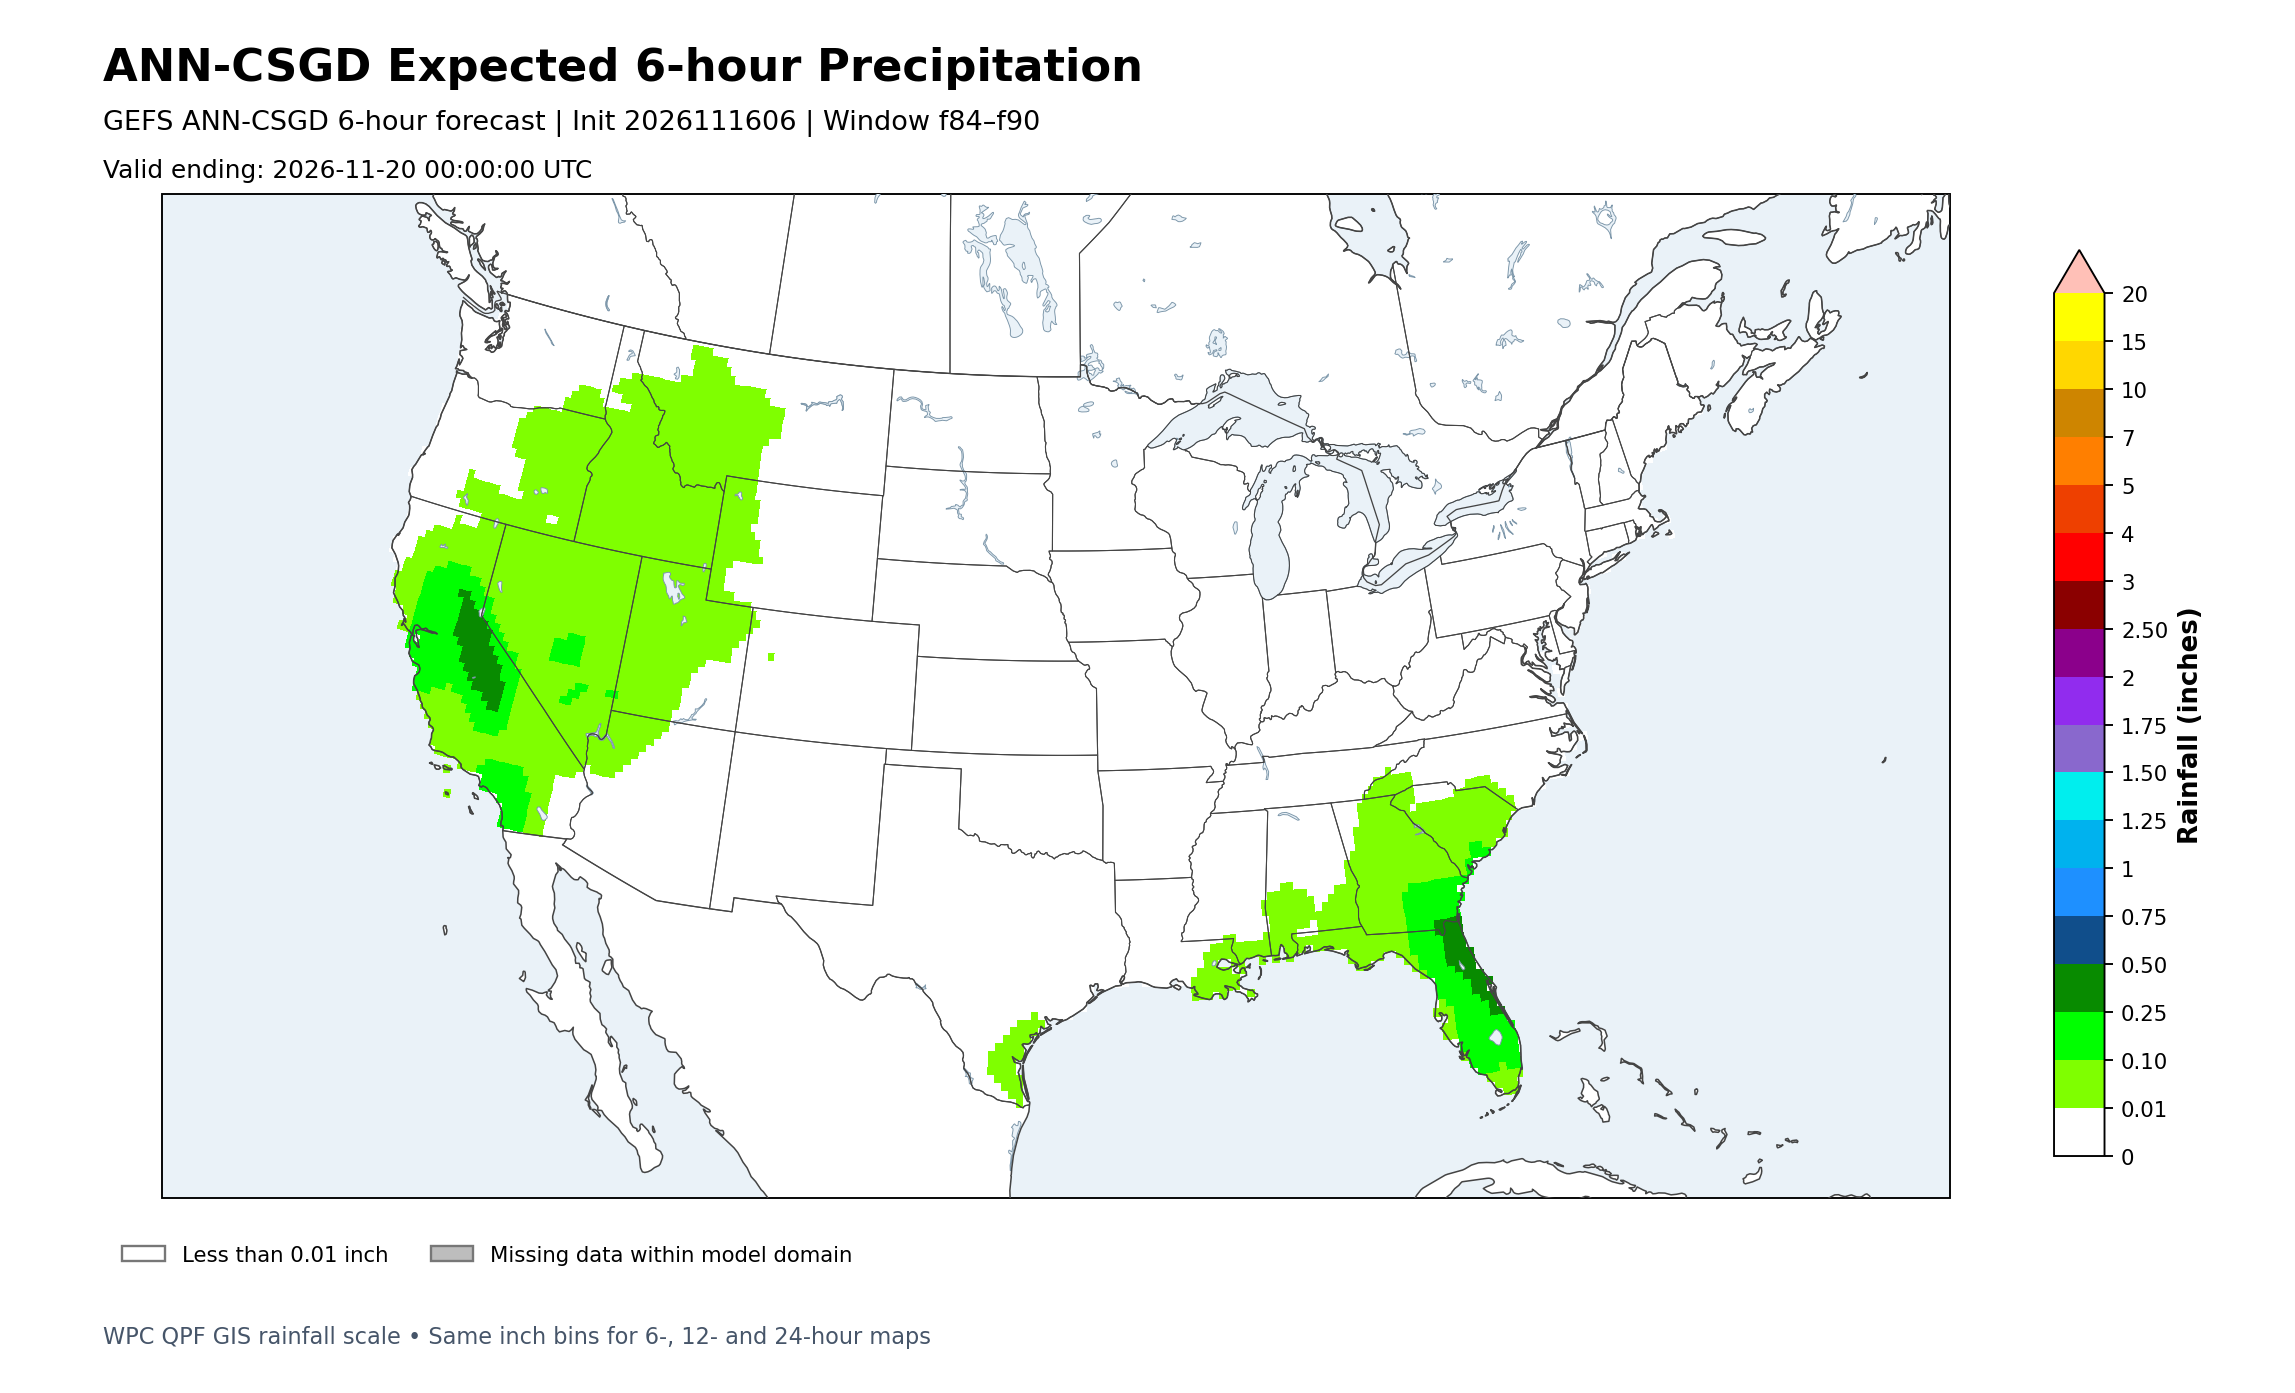 ANN-CSGD Expected 6-hour Precipitation
GEFS ANN-CSGD 6-hour forecast | Init 2026111606 | Window f84–f90
Valid ending: 2026-11-20 00:00:00 UTC
20
15
10
7
5
4
3
2.50
2
1.75
1.50
1.25
1
0.75
0.50
0.25
0.10
0.01
0
Rainfall (inches)
Less than 0.01 inch
Missing data within model domain
WPC QPF GIS rainfall scale • Same inch bins for 6-, 12- and 24-hour maps